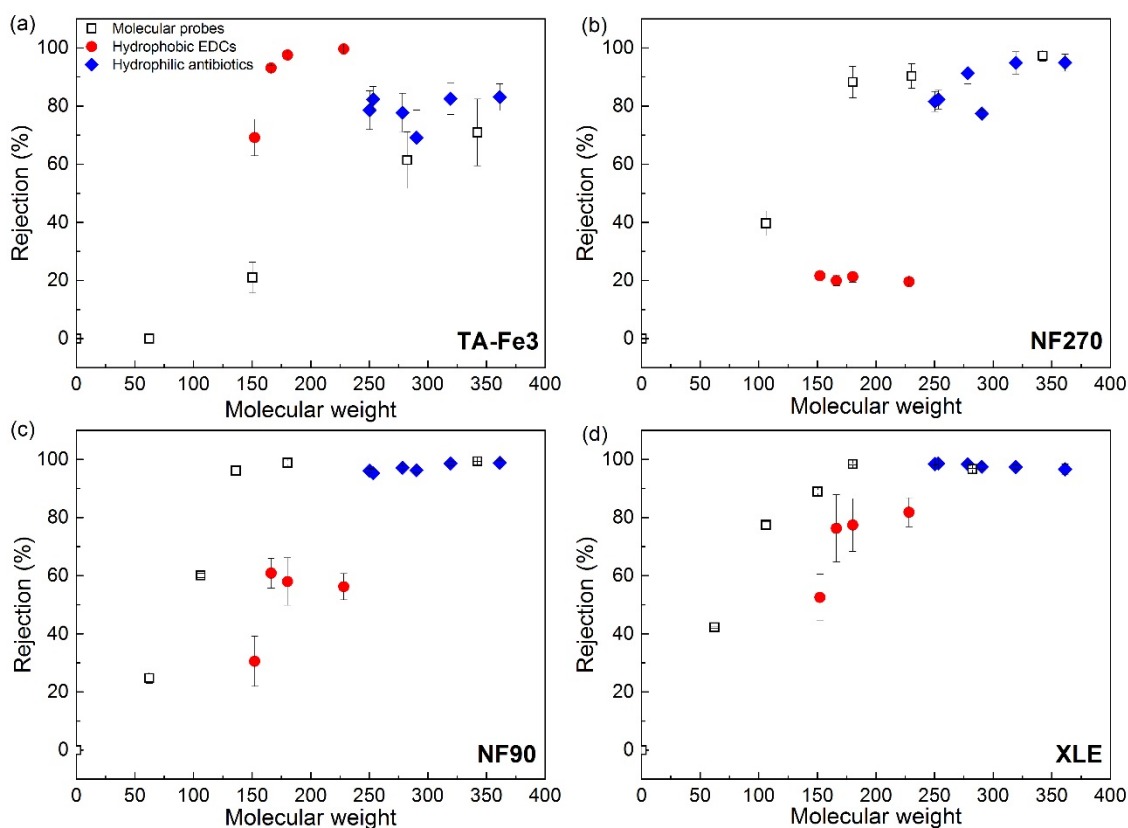 (a)
Molecular probes
Hydrophobic EDCs
Hydrophilic antibiotics
Rejection (%)
100
80
60
40
20
0
TA-Fe3
0 50 100 150 200 250 300 350 400
Molecular weight
(b)
Rejection (%)
100
80
60
40
20
0
NF270
0 50 100 150 200 250 300 350 400
Molecular weight
(c)
Rejection (%)
100
80
60
40
20
0
NF90
0 50 100 150 200 250 300 350 400
Molecular weight
(d)
Rejection (%)
100
80
60
40
20
0
XLE
0 50 100 150 200 250 300 350 400
Molecular weight